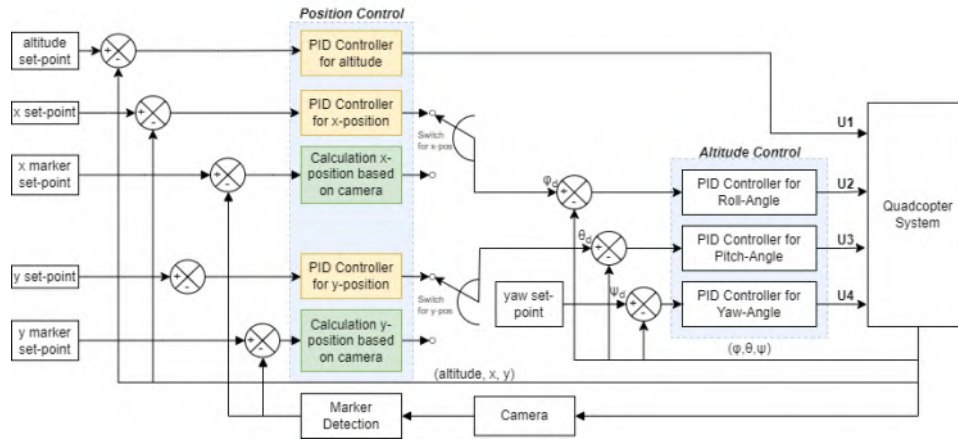 Position Control
altitude
set-point
PID Controller
for altitude
x set-point
PID Controller
for x-position
Switch
for x-pos
U1
x marker
set-point
Calculation x-
position based
on camera
Altitude Control
φd
PID Controller for
Roll-Angle
U2
Quadcopter
System
θd
PID Controller for
Pitch-Angle
U3
y set-point
PID Controller
for y-position
Switch
for y-pos
yaw set-
point
ψd
PID Controller for
Yaw-Angle
U4
y marker
set-point
Calculation y-
position based
on camera
(φ,θ,ψ)
(altitude, x, y)
Marker
Detection
Camera